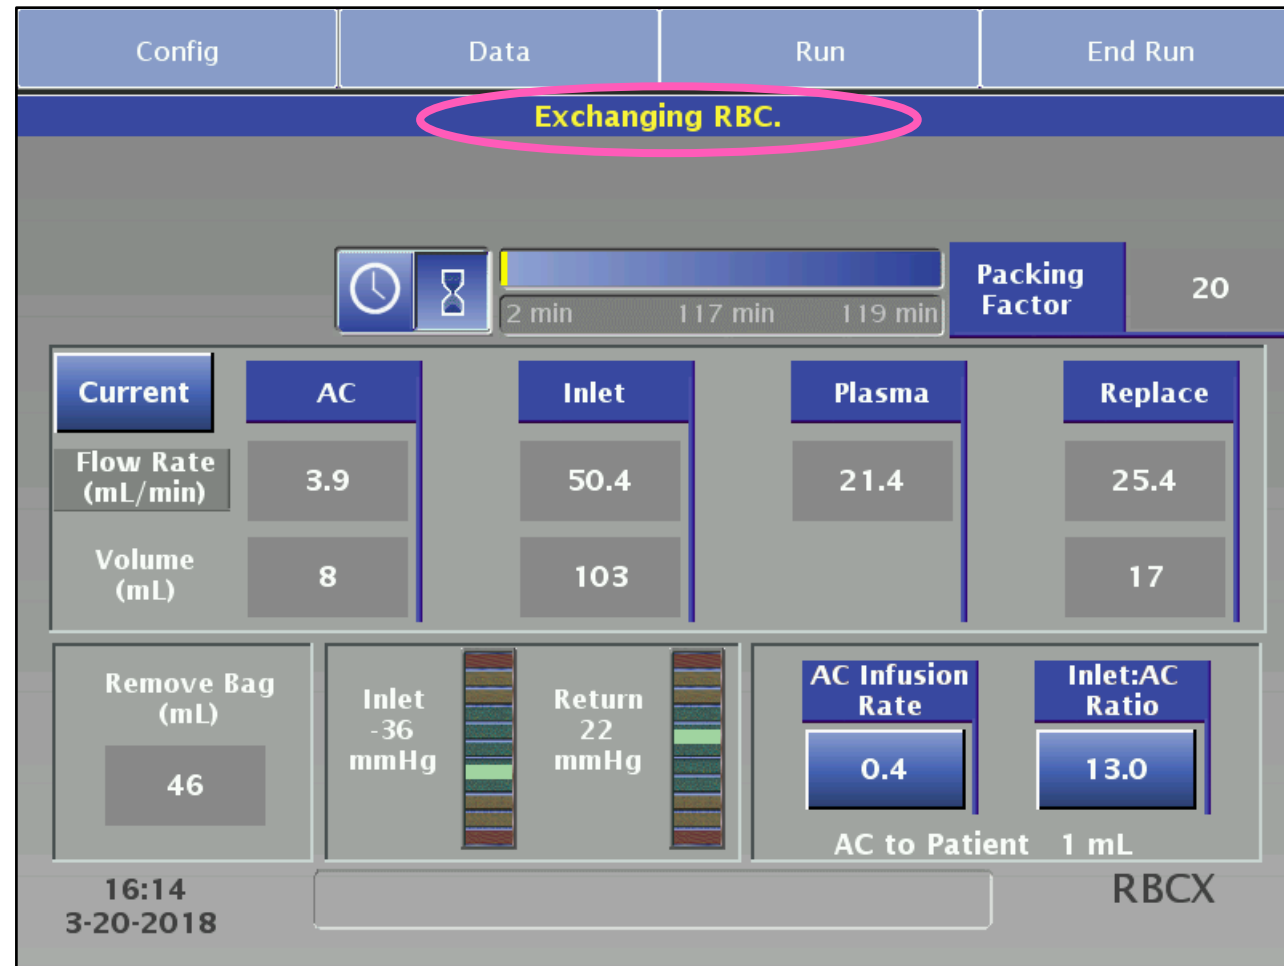 Config Data Run End Run
Exchanging RBC.
Packing
Factor
20
2 min 117 min 119 min
Current AC Inlet Plasma Replace
Flow Rate
(mL/min)
3.9 50.4 21.4 25.4
Volume
(mL)
8 103 17
Remove Bag
(mL)
46
Inlet
-36
mmHg
Return
22
mmHg
AC Infusion
Rate
0.4
Inlet:AC
Ratio
13.0
AC to Patient 1 mL
16:14
3-20-2018
RBCX